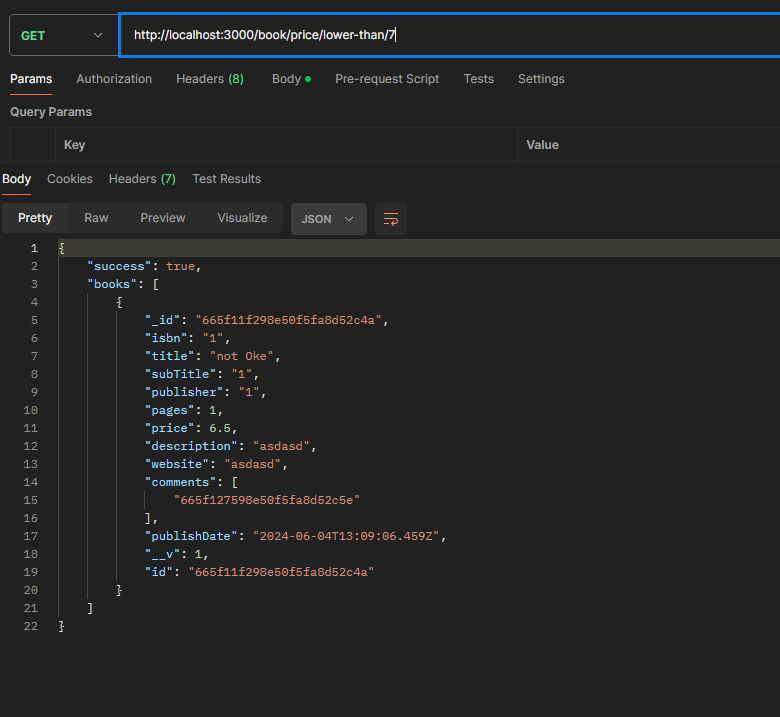 GET http://localhost:3000/book/price/lower-than/7
Params Authorization Headers (8) Body Pre-request Script Tests Settings
Query Params
Key Value
Body Cookies Headers (7) Test Results
Pretty Raw Preview Visualize JSON
1 {
2 "success": true,
3 "books": [
4 {
5 "_id": "665f11f298e50f5fa8d52c4a",
6 "isbn": "1",
7 "title": "not Oke",
8 "subTitle": "1",
9 "publisher": "1",
10 "pages": 1,
11 "price": 6.5,
12 "description": "asdasd",
13 "website": "asdasd",
14 "comments": [
15 "665f127598e50f5fa8d52c5e"
16 ],
17 "publishDate": "2024-06-04T13:09:06.459Z",
18 "__v": 1,
19 "id": "665f11f298e50f5fa8d52c4a"
20 }
21 ]
22 }